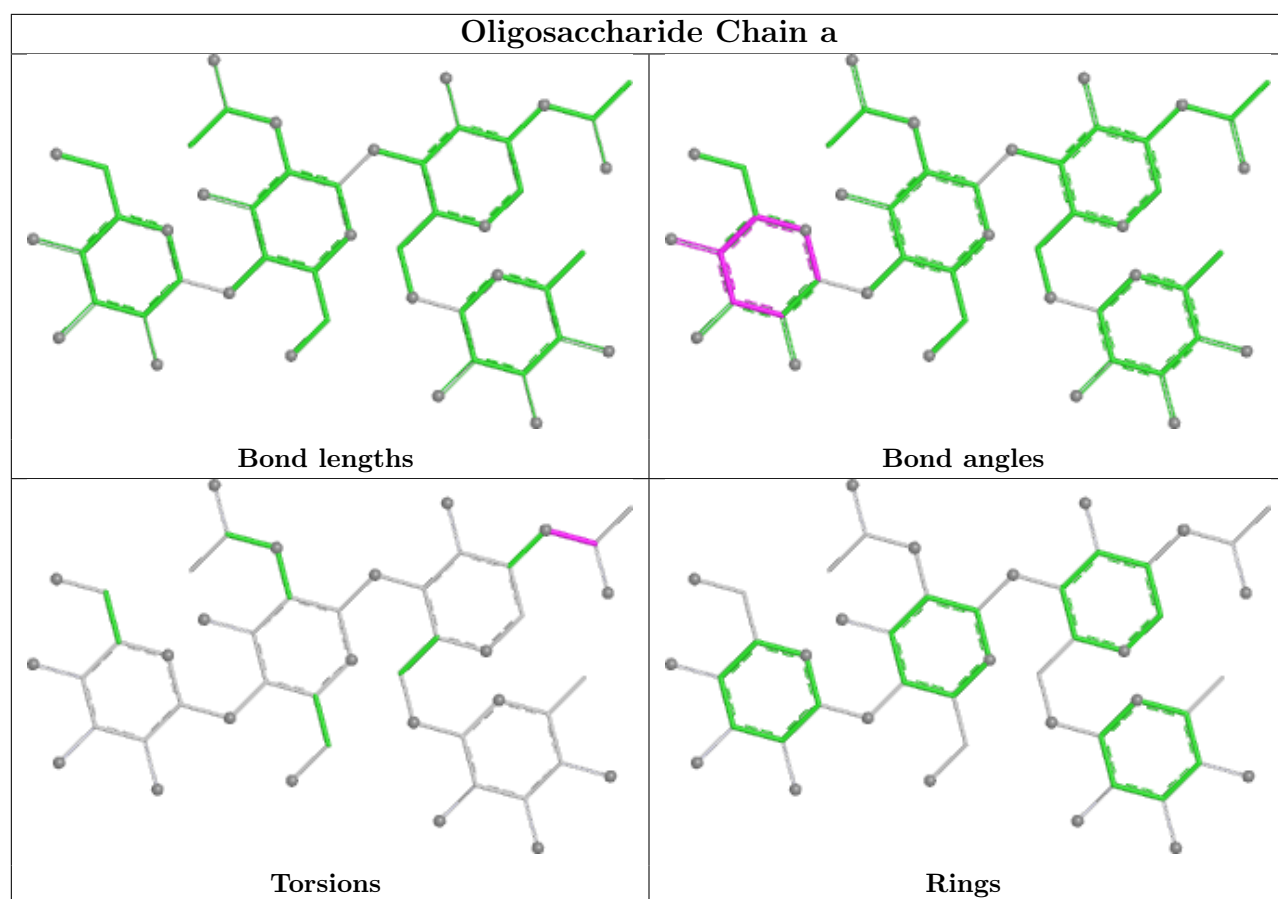 Oligosaccharide Chain a
Bond lengths
Bond angles
Torsions
Rings